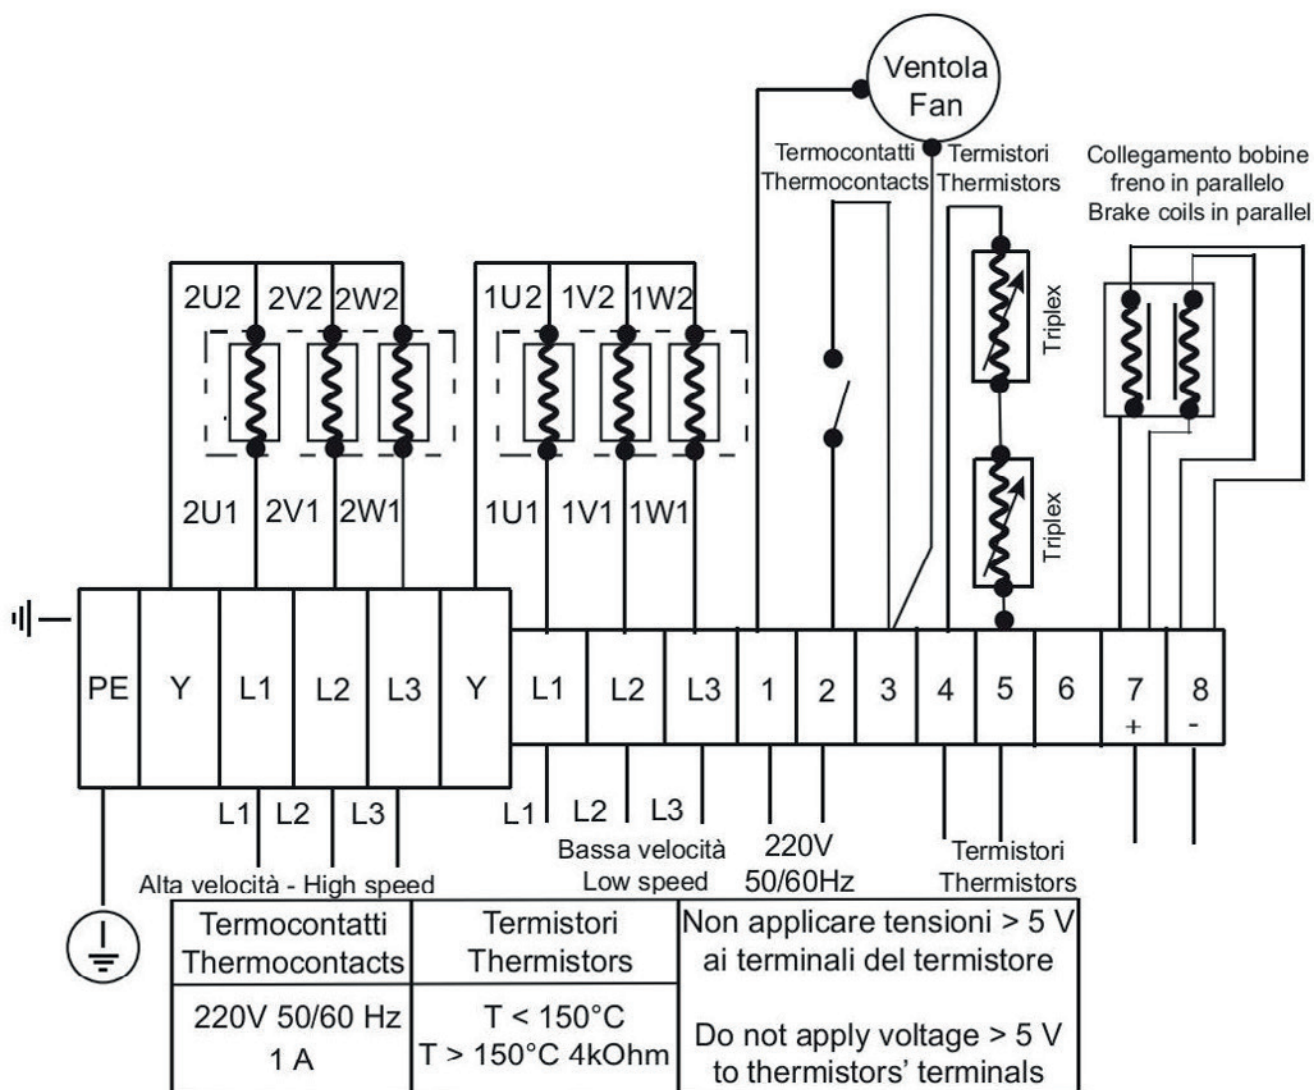 Ventola
Fan
Termocontatti
Thermocontacts
Termistori
Thermistors
Collegamento bobine
freno in parallelo
Brake coils in parallel
2U2 2V2 2W2
1U2 1V2 1W2
Triplex
Triplex
2U1 2V1 2W1
1U1 1V1 1W1
PE Y L1 L2 L3 Y L1 L2 L3 1 2 3 4 5 6 7 8
+ -
L1 L2 L3
L1 L2 L3
Alta velocità - High speed
Bassa velocità
Low speed
220V
50/60Hz
Termistori
Thermistors
Termocontatti
Thermocontacts
220V 50/60 Hz
1 A
Termistori
Thermistors
T < 150°C
T > 150°C 4kOhm
Non applicare tensioni > 5 V
ai terminali del termistore
Do not apply voltage > 5 V
to thermistors' terminals